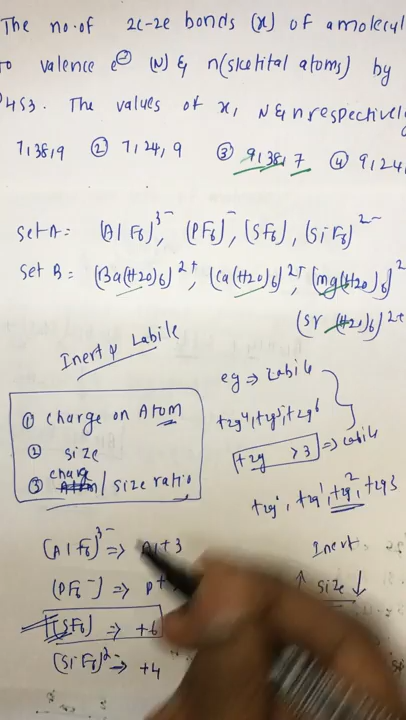 The no.of 2c-2e bonds (x) of a molecul
to valence e⊖ (N) & n(skeletal atoms) by
P4S3. The values of x, N & n respectively
7,38,9 ② 7,24,9 ③ 9,38,7 ④ 9,24,
set A = (AlF6)3-, (PF6)-, (SF6), (SiF6)2-
set B = (Ba(H2O)6)2+, (Ca(H2O)6)2+, (mg(H2O)6)2
(Sr (H2O)6)2+
Inert & Labile
① charge on Atom
② size
③ charge / size ratio
eg => Labile
t2g4, t2g5, t2g6
t2g > 3 => labile
t2g0, t2g1, t2g2, t2g3
Inert
↑ size ↓
(AlF6)3- => Al+3
(PF6-) => P+
(SF6) => +6
(SiF6)2- -> +4